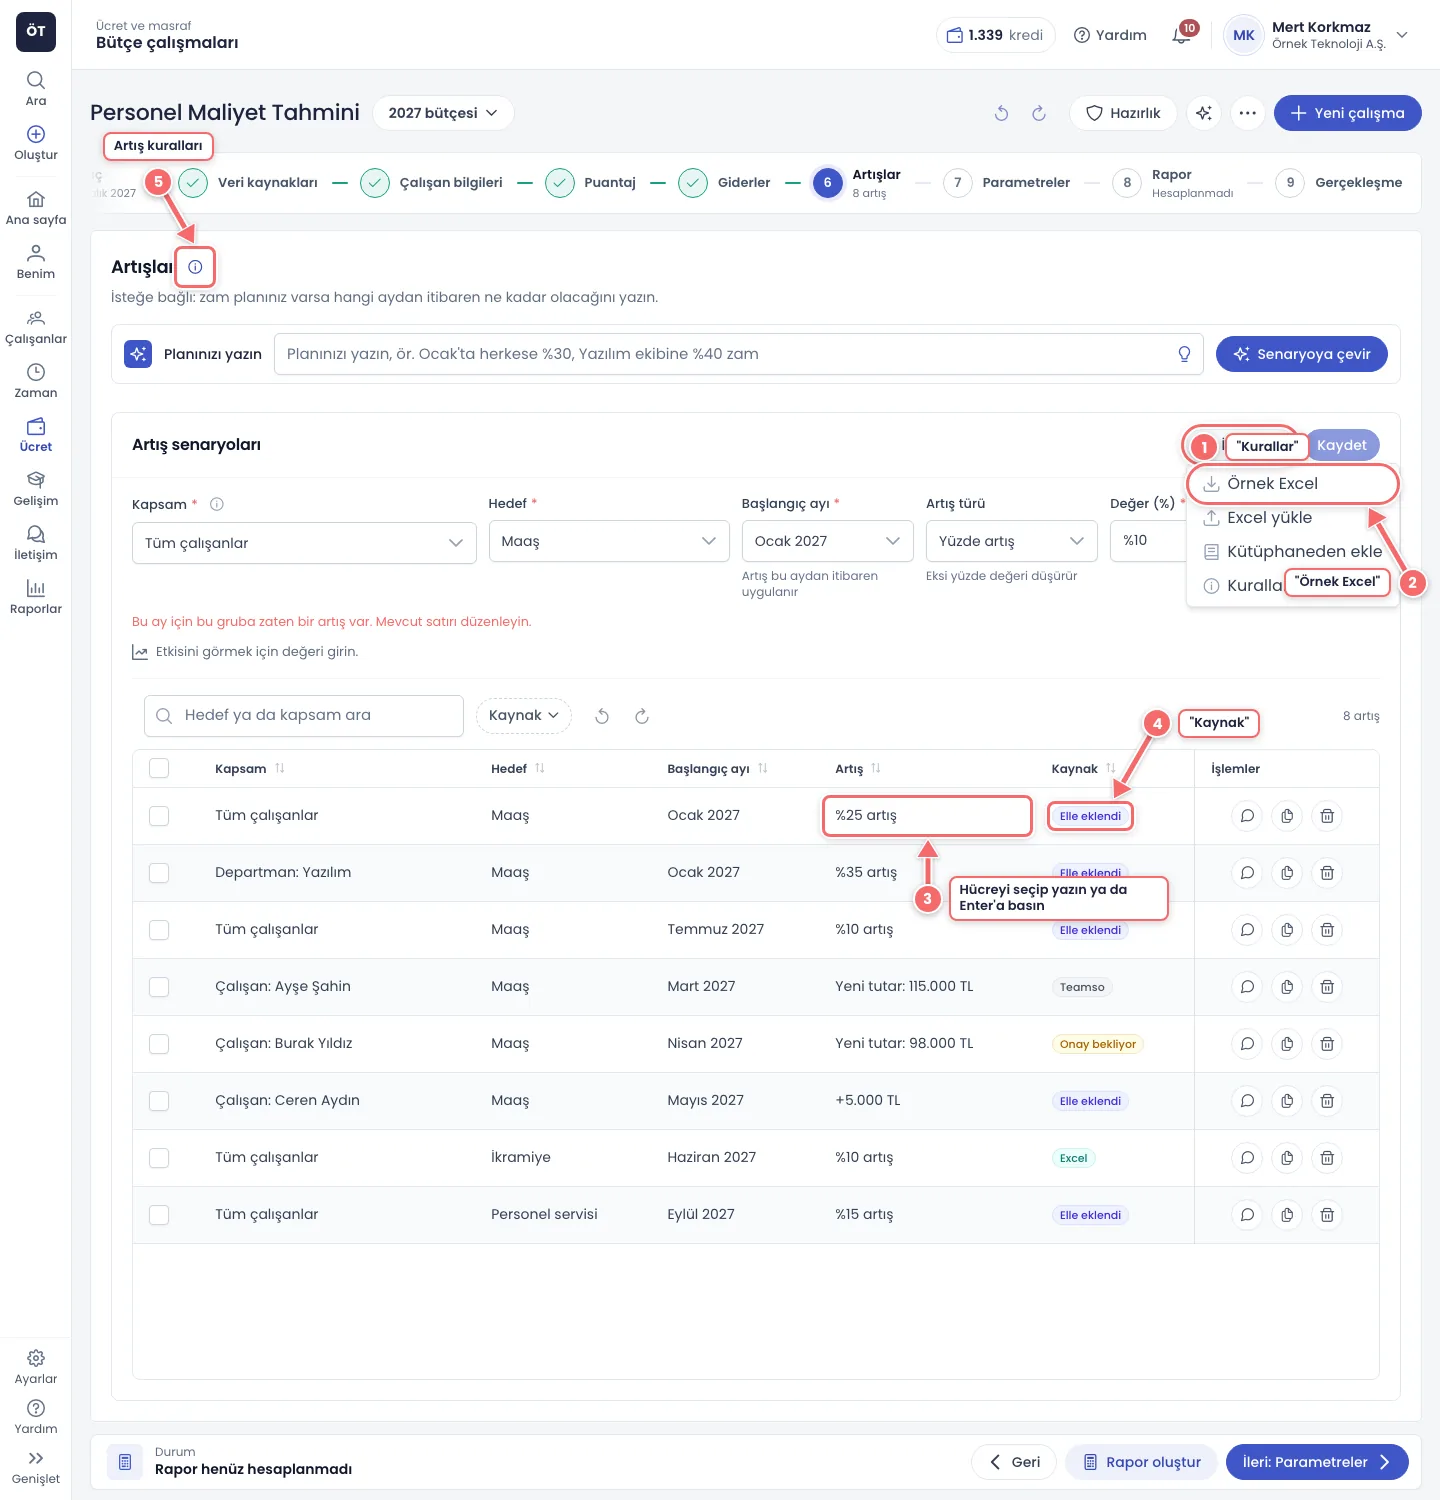 ÖT
Ara
Oluştur
Ana sayfa
Benim
Çalışanlar
Zaman
Ücret
Gelişim
İletişim
Raporlar
Ayarlar
Yardım
Genişlet
Ücret ve masraf
Bütçe çalışmaları
1.339 kredi
Yardım
10
MK
Mert Korkmaz
Örnek Teknoloji A.Ş.
Personel Maliyet Tahmini
2027 bütçesi
Hazırlık
Yeni çalışma
Artış kuralları
5
2027
Veri kaynakları
Çalışan bilgileri
Puantaj
Giderler
6
Artışlar
8 artış
7
Parametreler
8
Rapor
Hesaplanmadı
9
Gerçekleşme
Artışlar
İsteğe bağlı: zam planınız varsa hangi aydan itibaren ne kadar olacağını yazın.
Planınızı yazın
Planınızı yazın, ör. Ocak'ta herkese %30, Yazılım ekibine %40 zam
Senaryoya çevir
Artış senaryoları
1
"Kurallar"
Kaydet
Örnek Excel
Excel yükle
Kütüphaneden ekle
Kuralla
"Örnek Excel"
2
Kapsam *
Tüm çalışanlar
Hedef *
Maaş
Başlangıç ayı *
Ocak 2027
Artış bu aydan itibaren
uygulanır
Artış türü
Yüzde artış
Eksi yüzde değeri düşürür
Değer (%) *
%10
Bu ay için bu gruba zaten bir artış var. Mevcut satırı düzenleyin.
Etkisini görmek için değeri girin.
Hedef ya da kapsam ara
Kaynak
4
"Kaynak"
8 artış
Kapsam Hedef Başlangıç ayı Artış Kaynak İşlemler
Tüm çalışanlar Maaş Ocak 2027 %25 artış Elle eklendi
Departman: Yazılım Maaş Ocak 2027 %35 artış Elle eklendi
3
Hücreyi seçip yazın ya da
Enter'a basın
Tüm çalışanlar Maaş Temmuz 2027 %10 artış Elle eklendi
Çalışan: Ayşe Şahin Maaş Mart 2027 Yeni tutar: 115.000 TL Teamso
Çalışan: Burak Yıldız Maaş Nisan 2027 Yeni tutar: 98.000 TL Onay bekliyor
Çalışan: Ceren Aydın Maaş Mayıs 2027 +5.000 TL Elle eklendi
Tüm çalışanlar İkramiye Haziran 2027 %10 artış Excel
Tüm çalışanlar Personel servisi Eylül 2027 %15 artış Elle eklendi
Durum
Rapor henüz hesaplanmadı
Geri
Rapor oluştur
İleri: Parametreler